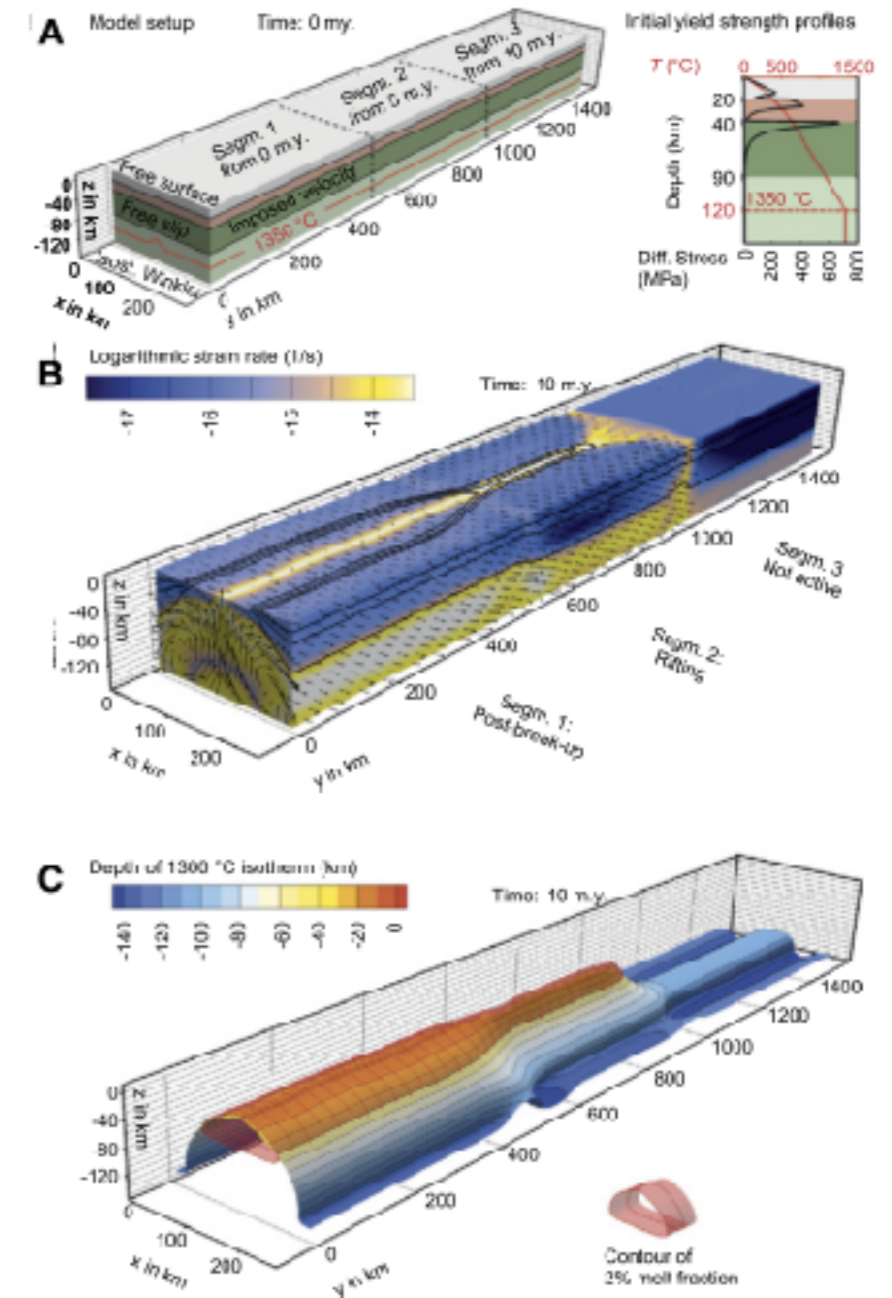 A
Model setup
Time: 0 my.
Initial yield strength profiles
Segm. 1
from 0 m.y.
Segm. 2
from 0 m.y.
Segm. 3
from 10 m.y.
Free surface
Free slip
Imposed velocity
1350 °C
z in km
0
-40
-80
-120
0
100
200
x in km
0
200
400
600
800
1000
1200
1400
y in km
T (°C)
0 500 1500
Depth (km)
20
40
90
120
1350 °C
Diff. Stress
(MPa)
0
200
400
600
B
Logarithmic strain rate (1/s)
-17
-16
-15
-14
Time: 10 m.y.
z in km
0
-40
-80
-120
0
100
200
x in km
0
200
400
600
800
1000
1200
1400
y in km
Segm. 1:
Post-break-up
Segm. 2:
Rifting
Segm. 3
Not active
C
Depth of 1300 °C isotherm (km)
-140
-120
-100
-80
-60
-40
-20
0
Time: 10 m.y.
z in km
0
-40
-80
-120
0
100
200
x in km
0
200
400
600
800
1000
1200
1400
y in km
Contour of
2% melt fraction